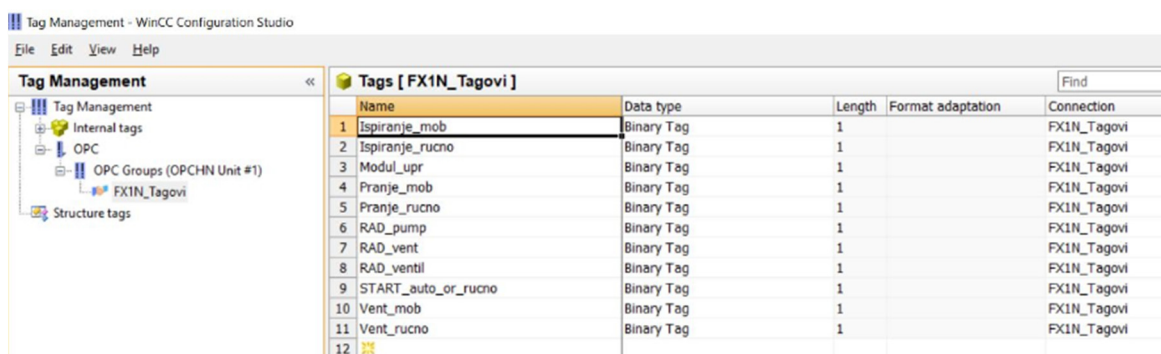 Tag Management - WinCC Configuration Studio
File Edit View Help
Tag Management «
Tags [ FX1N_Tagovi ]
Find
Tag Management
Internal tags
OPC
OPC Groups (OPCHN Unit #1)
FX1N_Tagovi
Structure tags
Name Data type Length Format adaptation Connection
1 Ispiranje_mob Binary Tag 1 FX1N_Tagovi
2 Ispiranje_rucno Binary Tag 1 FX1N_Tagovi
3 Modul_upr Binary Tag 1 FX1N_Tagovi
4 Pranje_mob Binary Tag 1 FX1N_Tagovi
5 Pranje_rucno Binary Tag 1 FX1N_Tagovi
6 RAD_pump Binary Tag 1 FX1N_Tagovi
7 RAD_vent Binary Tag 1 FX1N_Tagovi
8 RAD_ventil Binary Tag 1 FX1N_Tagovi
9 START_auto_or_rucno Binary Tag 1 FX1N_Tagovi
10 Vent_mob Binary Tag 1 FX1N_Tagovi
11 Vent_rucno Binary Tag 1 FX1N_Tagovi
12